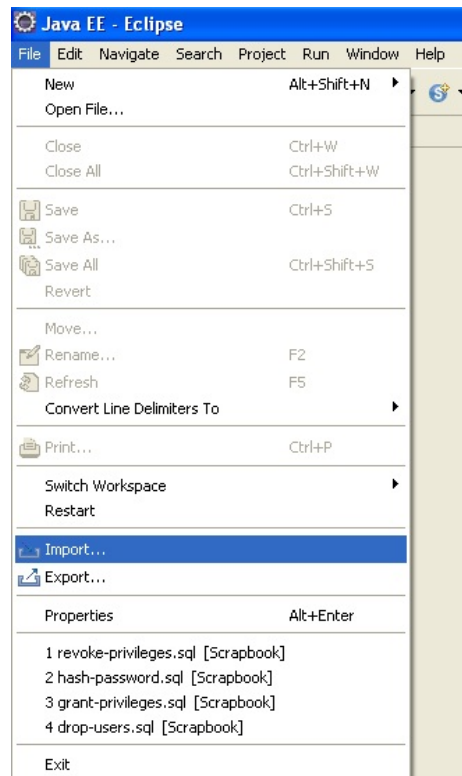 Java EE - Eclipse
File Edit Navigate Search Project Run Window Help
New Alt+Shift+N
Open File...
Close Ctrl+W
Close All Ctrl+Shift+W
Save Ctrl+S
Save As...
Save All Ctrl+Shift+S
Revert
Move...
Rename... F2
Refresh F5
Convert Line Delimiters To
Print... Ctrl+P
Switch Workspace
Restart
Import...
Export...
Properties Alt+Enter
1 revoke-privileges.sql [Scrapbook]
2 hash-password.sql [Scrapbook]
3 grant-privileges.sql [Scrapbook]
4 drop-users.sql [Scrapbook]
Exit